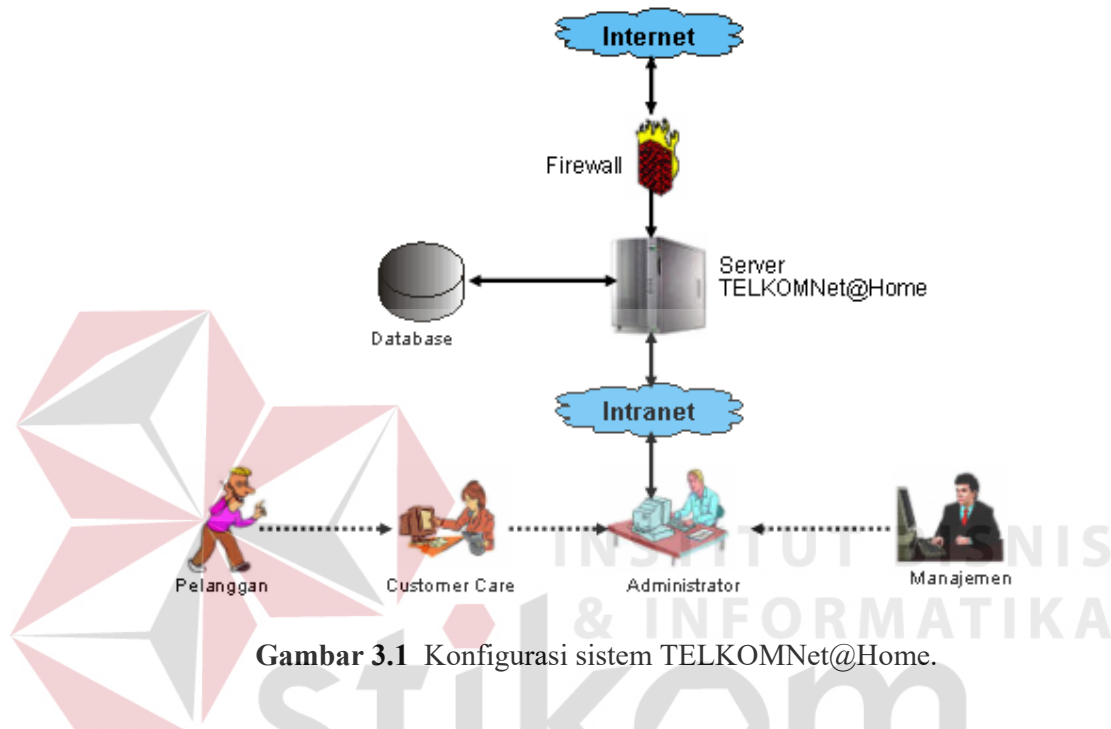 Internet
Firewall
Server
TELKOMNet@Home
Database
Intranet
Pelanggan
Customer Care
Administrator
Manajemen
INSTITUT BISNIS
& INFORMATIKA
Gambar 3.1 Konfigurasi sistem TELKOMNet@Home.
stikom